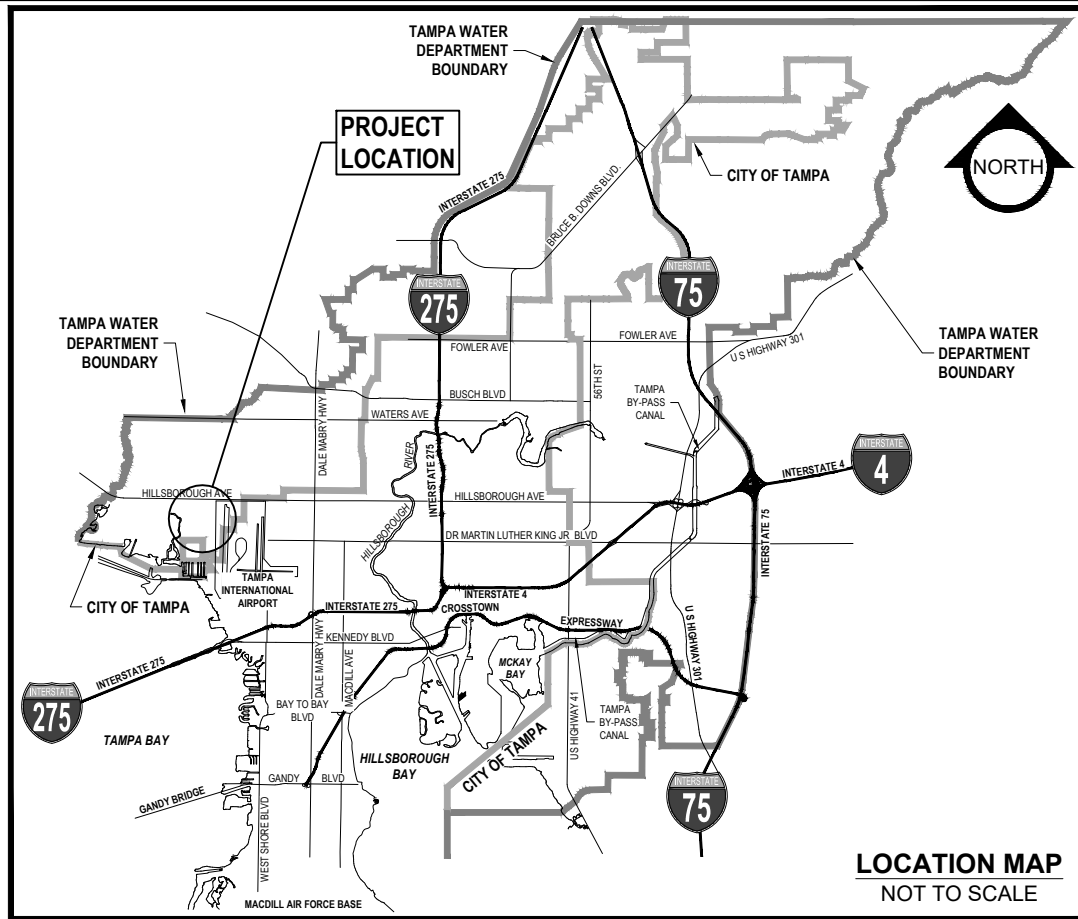 TAMPA WATER
DEPARTMENT
BOUNDARY
PROJECT
LOCATION
INTERSTATE 275
BRUCE B. DOWNS BLVD.
CITY OF TAMPA
NORTH
INTERSTATE
275
INTERSTATE
75
TAMPA WATER
DEPARTMENT
BOUNDARY
TAMPA WATER
DEPARTMENT
BOUNDARY
FOWLER AVE
FOWLER AVE
U S HIGHWAY 301
DALE MABRY HWY
BUSCH BLVD
56TH ST
TAMPA
BY-PASS
CANAL
WATERS AVE
HILLSBOROUGH
RIVER
INTERSTATE 275
INTERSTATE 4
INTERSTATE
4
HILLSBOROUGH AVE
HILLSBOROUGH AVE
DR MARTIN LUTHER KING JR BLVD
INTERSTATE 75
TAMPA
INTERNATIONAL
AIRPORT
CITY OF TAMPA
INTERSTATE 275
INTERSTATE 4
CROSSTOWN
EXPRESSWAY
KENNEDY BLVD
DALE MABRY HWY
MACDILL AVE
MCKAY
BAY
U S HIGHWAY 301
INTERSTATE 275
INTERSTATE
275
BAY TO BAY
BLVD
TAMPA BAY
HILLSBOROUGH
BAY
CITY OF TAMPA
US HIGHWAY 41
TAMPA
BY-PASS
CANAL
GANDY BLVD
GANDY BRIDGE
WEST SHORE BLVD
INTERSTATE
75
MACDILL AIR FORCE BASE
LOCATION MAP
NOT TO SCALE